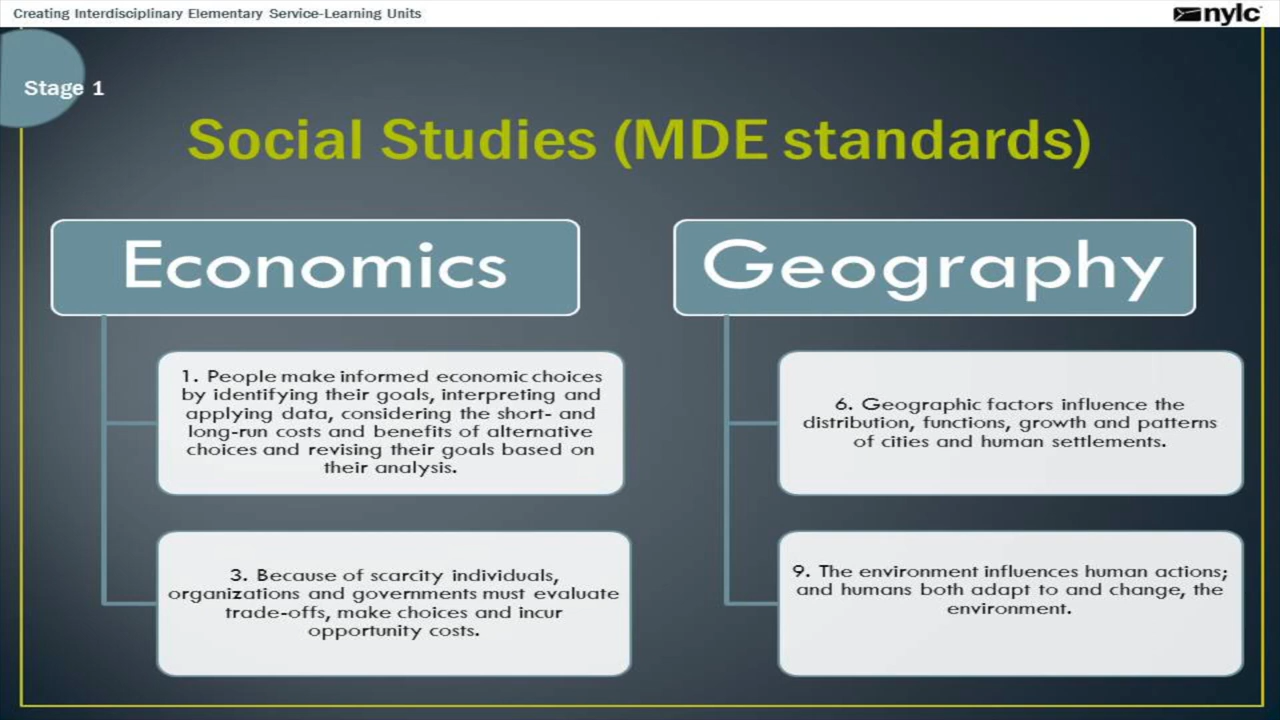 Creating Interdisciplinary Elementary Service-Learning Units
nylc
Stage 1
Social Studies (MDE standards)
Economics
1. People make informed economic choices
by identifying their goals, interpreting and
applying data, considering the short- and
long-run costs and benefits of alternative
choices and revising their goals based on
their analysis.
3. Because of scarcity individuals,
organizations and governments must evaluate
trade-offs, make choices and incur
opportunity costs.
Geography
6. Geographic factors influence the
distribution, functions, growth and patterns
of cities and human settlements.
9. The environment influences human actions;
and humans both adapt to and change, the
environment.